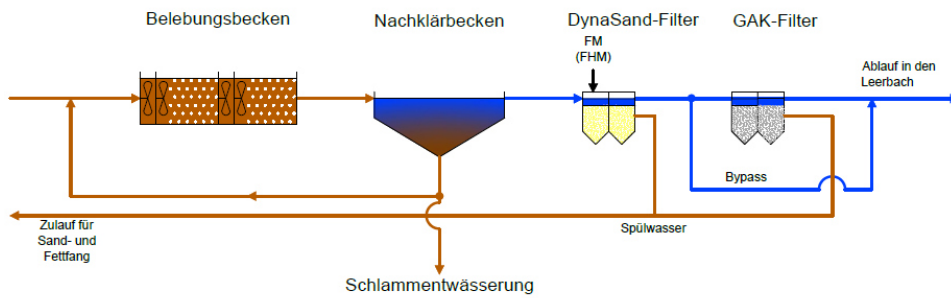 Belebungsbecken
Nachklärbecken
DynaSand-Filter
GAK-Filter
FM
(FHM)
Ablauf in den
Leerbach
Bypass
Zulauf für
Sand- und
Fettfang
Spülwasser
Schlammentwässerung